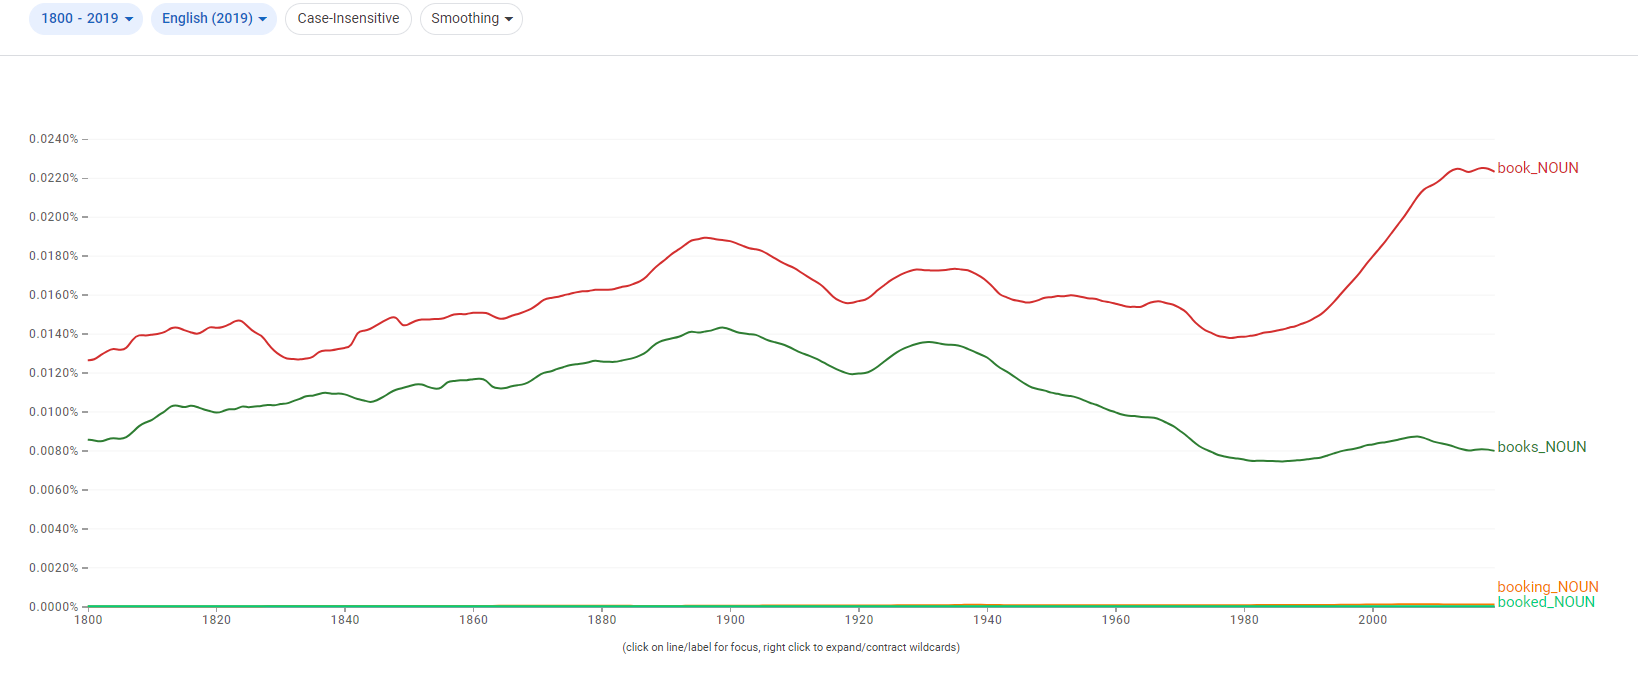 1800 - 2019 English (2019) Case-Insensitive Smoothing
0.0240%
book_NOUN
0.0220%
0.0200%
0.0180%
0.0160%
0.0140%
0.0120%
0.0100%
books_NOUN
0.0080%
0.0060%
0.0040%
0.0020%
booking_NOUN
booked_NOUN
0.0000%
1800 1820 1840 1860 1880 1900 1920 1940 1960 1980 2000
(click on line/label for focus, right click to expand/contract wildcards)